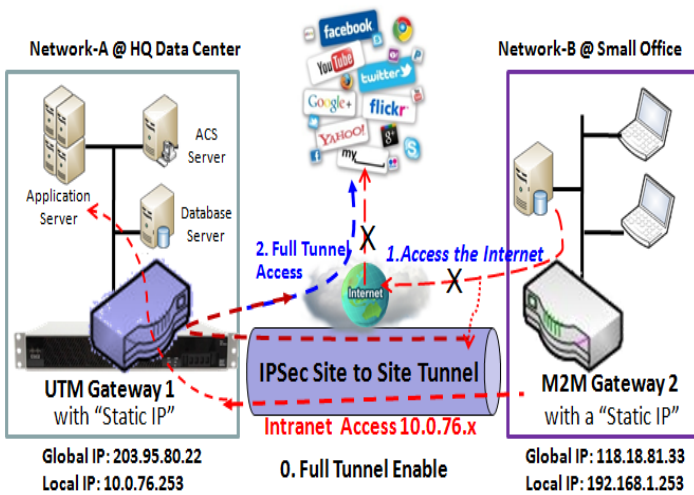 Network-A @ HQ Data Center
Network-B @ Small Office
facebook
YouTube
twitter
Google+
flickr
YAHOO!
g+
my
ACS
Server
Application
Server
Database
Server
2. Full Tunnel
Access
1.Access the Internet
X
X
Internet
IPSec Site to Site Tunnel
UTM Gateway 1
with “Static IP”
M2M Gateway 2
with a “Static IP”
Intranet Access 10.0.76.x
Global IP: 203.95.80.22
Local IP: 10.0.76.253
0. Full Tunnel Enable
Global IP: 118.18.81.33
Local IP: 192.168.1.253